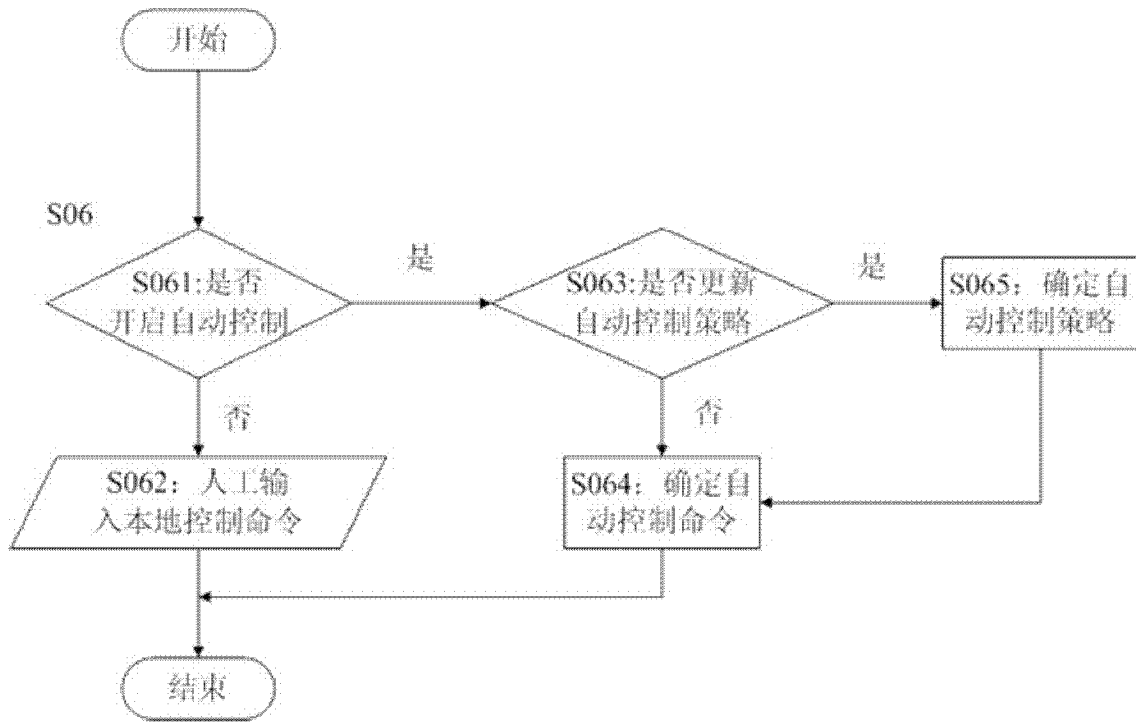 开始
S06
S061:是否
开启自动控制
是
S063:是否更新
自动控制策略
是
S065：确定自
动控制策略
否
否
S062：人工输
入本地控制命令
S064：确定自
动控制命令
结束